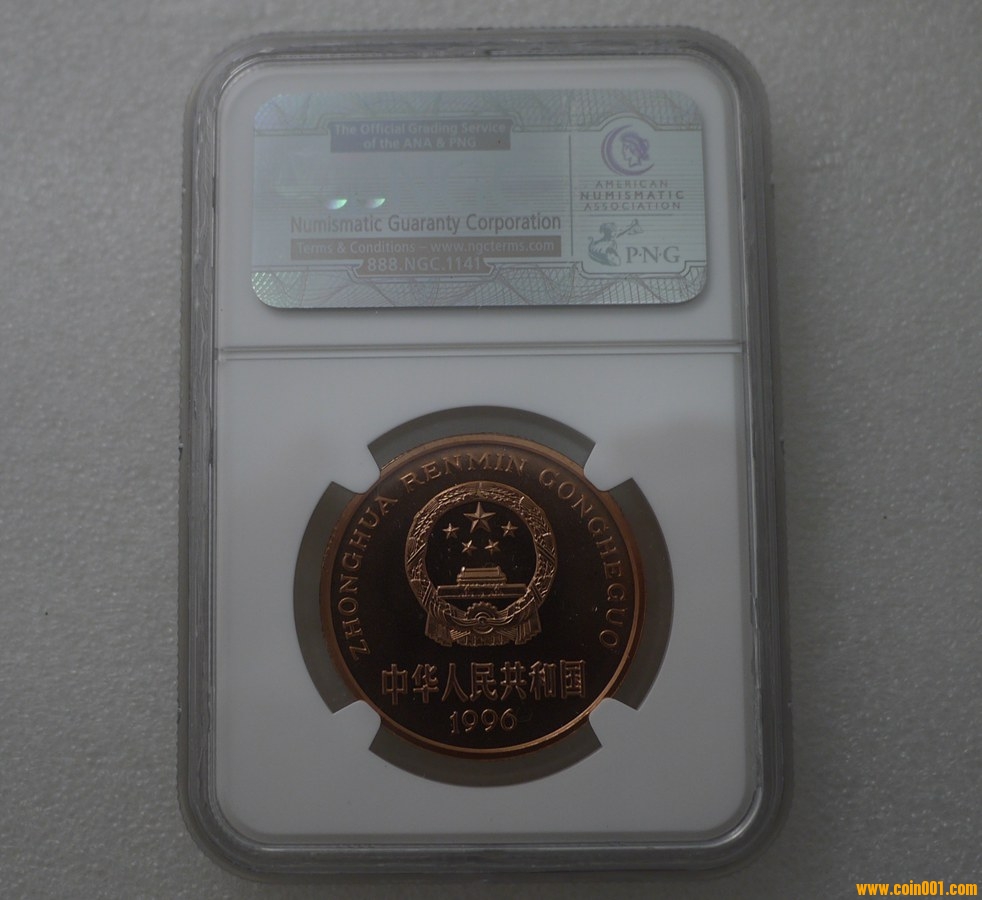 The Official Grading Service
of the ANA & PNG
Numismatic Guaranty Corporation
Terms & Conditions – www.ngcterms.com
888.NGC.1141
AMERICAN
NUMISMATIC
ASSOCIATION
P·N·G
ZHONGHUA RENMIN GONGHEGUO
中华人民共和国
1996
www.coin001.com